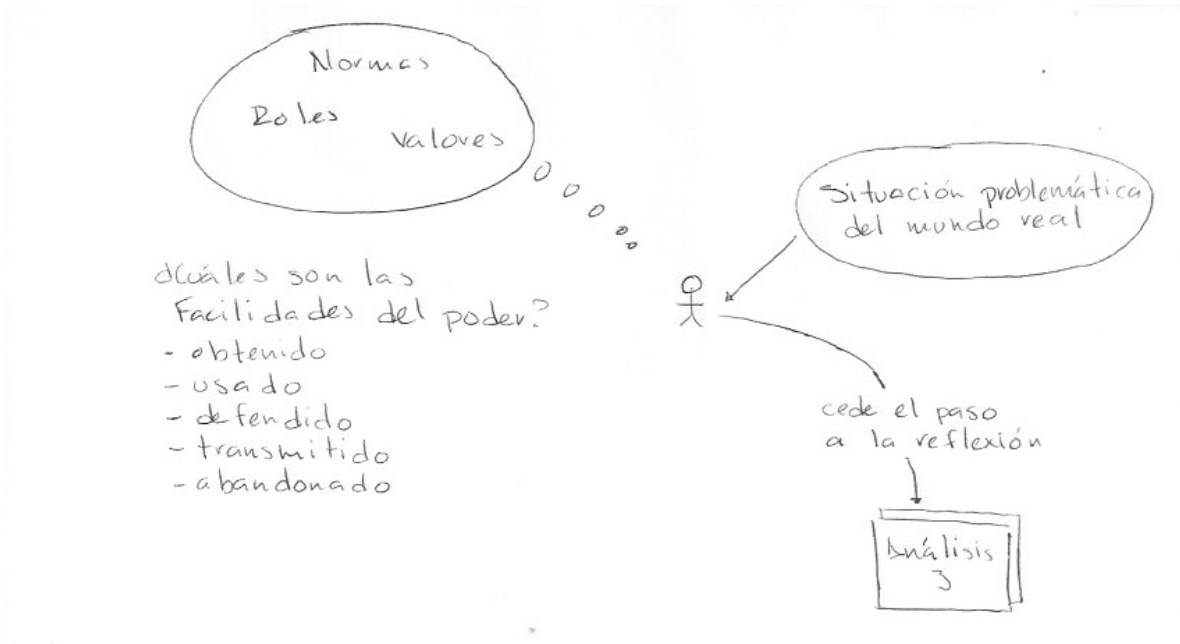 Normas
Roles
Valores
Situación problemática
del mundo real
¿Cuáles son las
Facilidades del poder?
- obtenido
- usado
- defendido
- transmitido
- abandonado
cede el paso
a la reflexión
Análisis
3